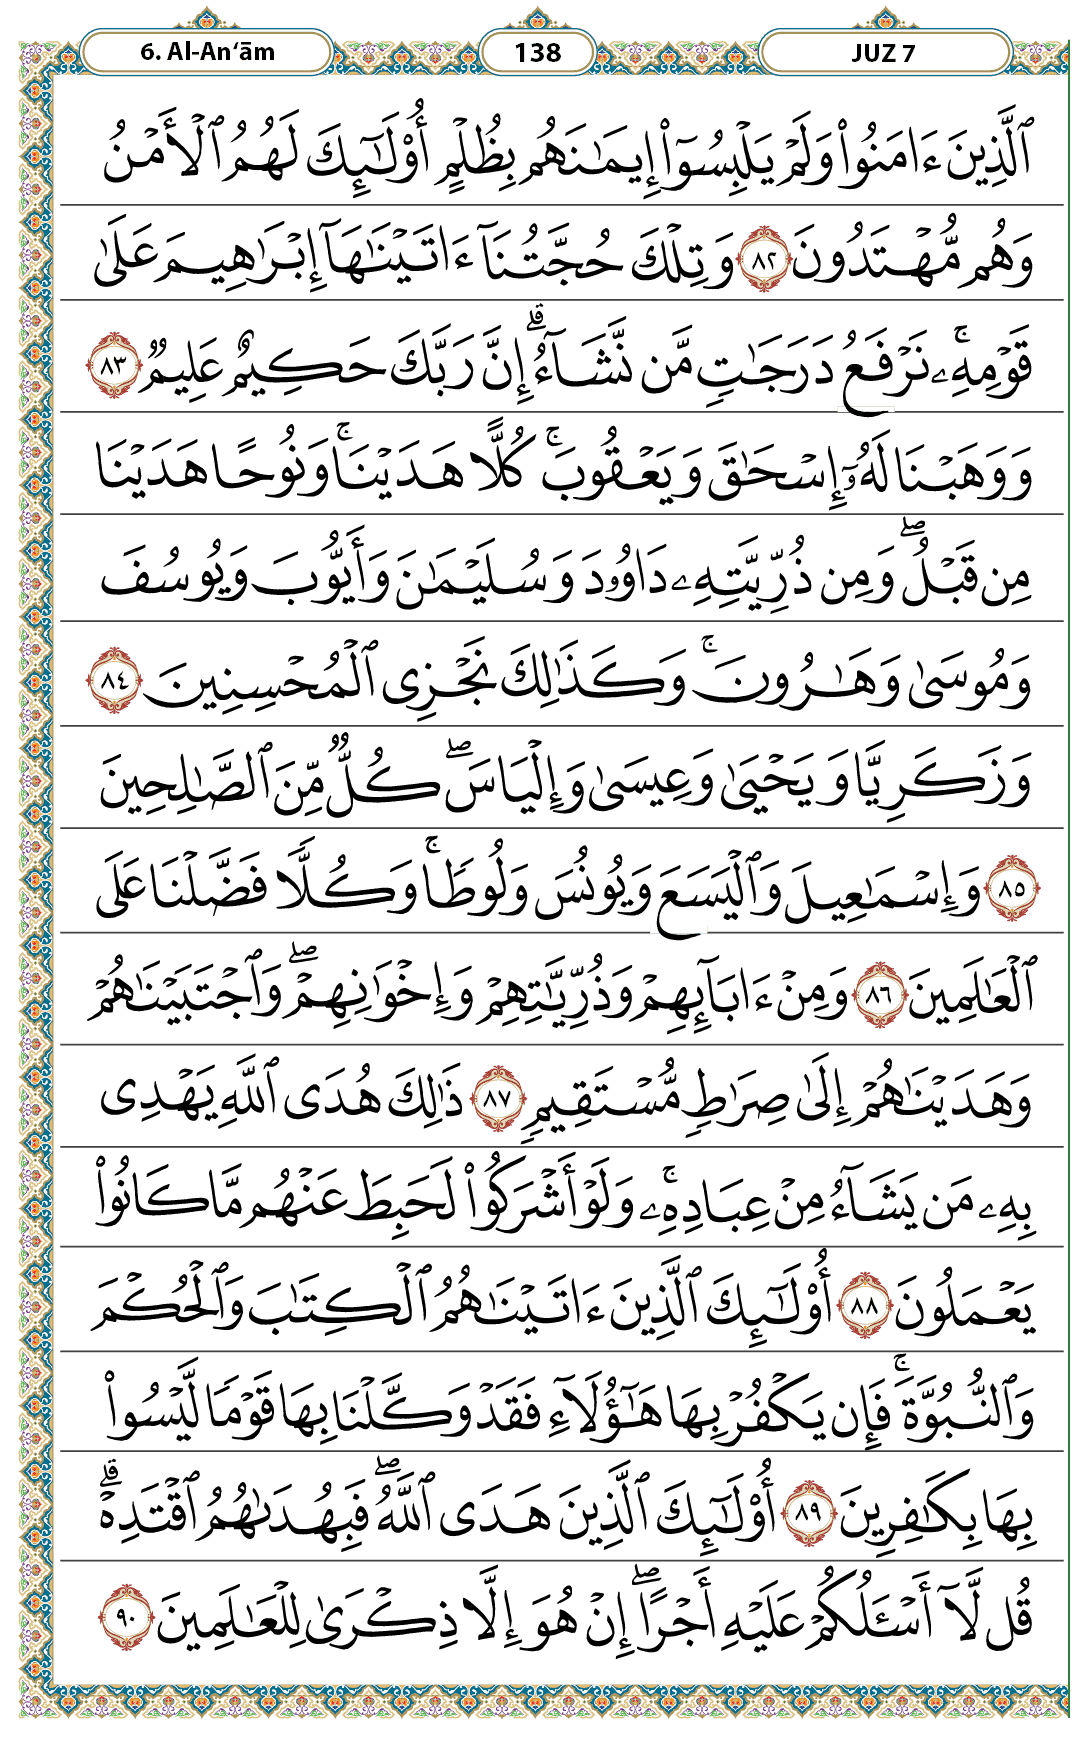 6. Al-An‘ām
138
JUZ 7
ٱلَّذِينَ ءَامَنُوا۟ وَلَمْ يَلْبِسُوٓا۟ إِيمَـٰنَهُم بِظُلْمٍ أُو۟لَـٰٓئِكَ لَهُمُ ٱلْأَمْنُ
وَهُم مُّهْتَدُونَ ٨٢ وَتِلْكَ حُجَّتُنَآ ءَاتَيْنَـٰهَآ إِبْرَٰهِيمَ عَلَىٰ
قَوْمِهِۦ ۚ نَرْفَعُ دَرَجَـٰتٍ مَّن نَّشَآءُ ۗ إِنَّ رَبَّكَ حَكِيمٌ عَلِيمٌ ٨٣
وَوَهَبْنَا لَهُۥٓ إِسْحَـٰقَ وَيَعْقُوبَ ۚ كُلًّا هَدَيْنَا ۚ وَنُوحًا هَدَيْنَا
مِن قَبْلُ ۖ وَمِن ذُرِّيَّتِهِۦ دَاوُۥدَ وَسُلَيْمَـٰنَ وَأَيُّوبَ وَيُوسُفَ
وَمُوسَىٰ وَهَـٰرُونَ ۚ وَكَذَٰلِكَ نَجْزِى ٱلْمُحْسِنِينَ ٨٤
وَزَكَرِيَّا وَيَحْيَىٰ وَعِيسَىٰ وَإِلْيَاسَ ۖ كُلٌّ مِّنَ ٱلصَّـٰلِحِينَ
٨٥ وَإِسْمَـٰعِيلَ وَٱلْيَسَعَ وَيُونُسَ وَلُوطًا ۚ وَكُلًّا فَضَّلْنَا عَلَى
ٱلْعَـٰلَمِينَ ٨٦ وَمِنْ ءَابَآئِهِمْ وَذُرِّيَّـٰتِهِمْ وَإِخْوَٰنِهِمْ ۖ وَٱجْتَبَيْنَـٰهُمْ
وَهَدَيْنَـٰهُمْ إِلَىٰ صِرَٰطٍ مُّسْتَقِيمٍ ٨٧ ذَٰلِكَ هُدَى ٱللَّهِ يَهْدِى
بِهِۦ مَن يَشَآءُ مِنْ عِبَادِهِۦ ۚ وَلَوْ أَشْرَكُوا۟ لَحَبِطَ عَنْهُم مَّا كَانُوا۟
يَعْمَلُونَ ٨٨ أُو۟لَـٰٓئِكَ ٱلَّذِينَ ءَاتَيْنَـٰهُمُ ٱلْكِتَـٰبَ وَٱلْحُكْمَ
وَٱلنُّبُوَّةَ ۚ فَإِن يَكْفُرْ بِهَا هَـٰٓؤُلَآءِ فَقَدْ وَكَّلْنَا بِهَا قَوْمًا لَّيْسُوا۟
بِهَا بِكَـٰفِرِينَ ٨٩ أُو۟لَـٰٓئِكَ ٱلَّذِينَ هَدَى ٱللَّهُ ۖ فَبِهُدَىٰهُمُ ٱقْتَدِهْ ۗ
قُل لَّآ أَسْـَٔلُكُمْ عَلَيْهِ أَجْرًا ۖ إِنْ هُوَ إِلَّا ذِكْرَىٰ لِلْعَـٰلَمِينَ ٩٠